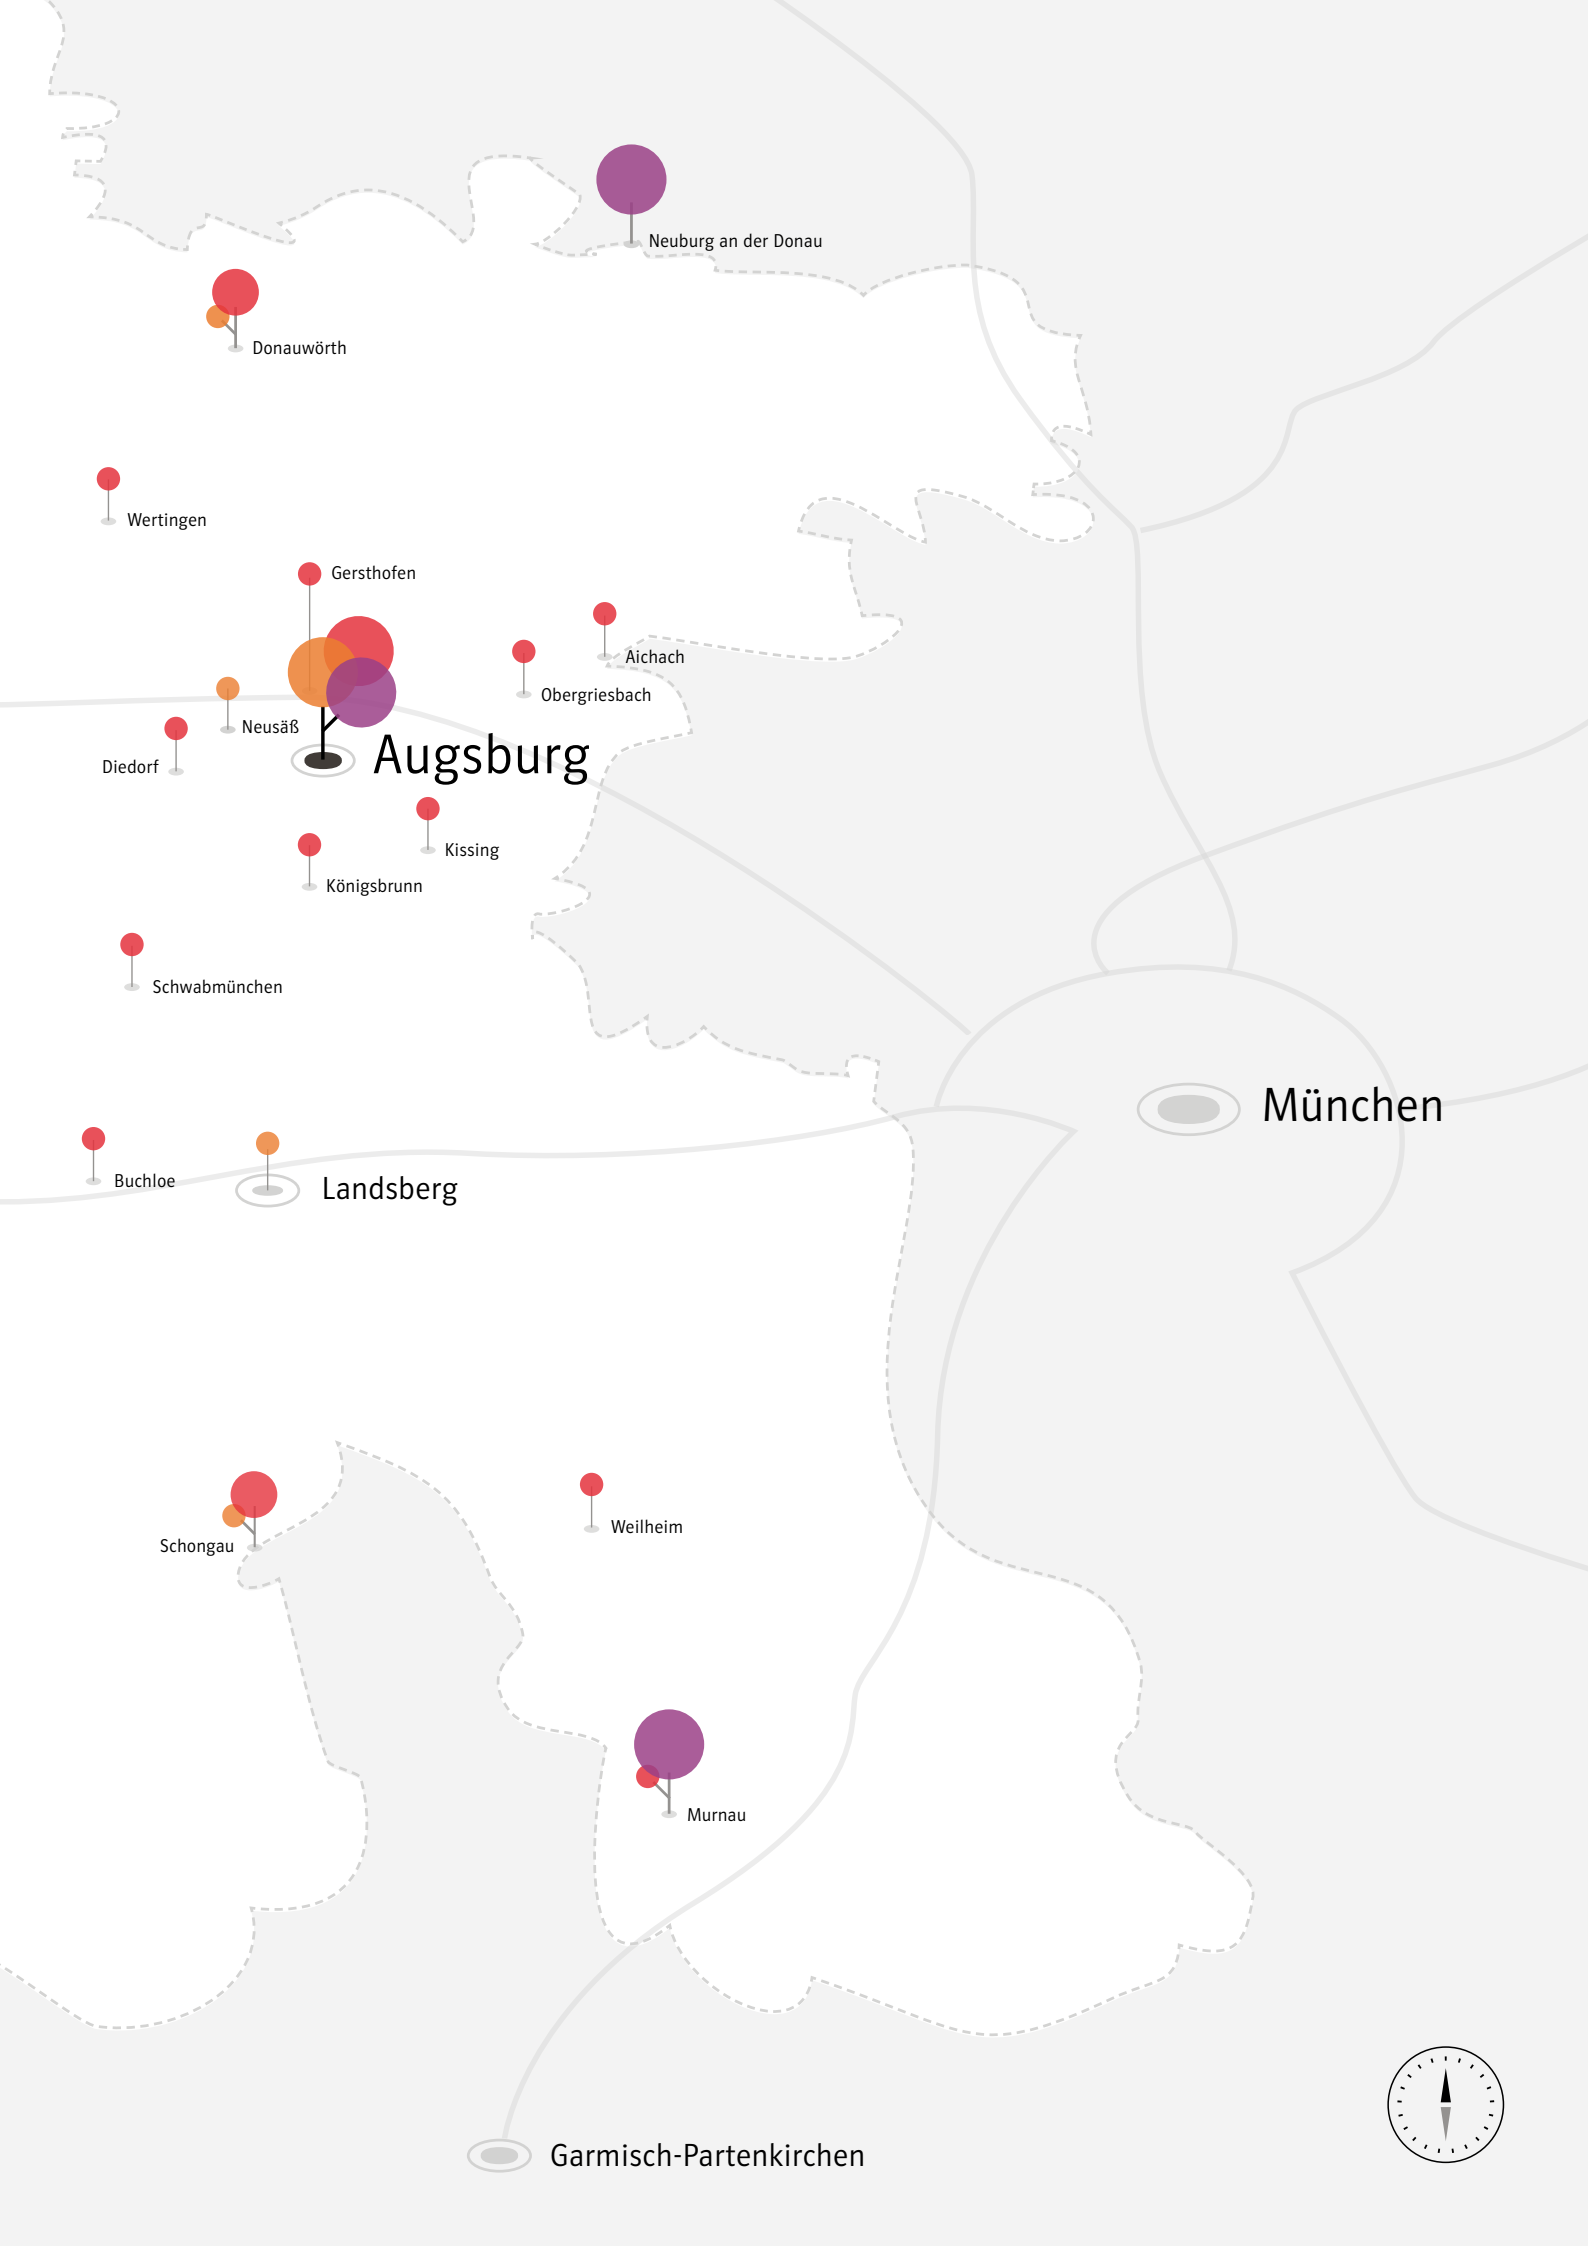 Neuburg an der Donau
Donauwörth
Wertingen
Gersthofen
Aichach
Obergriesbach
Neusäß
Augsburg
Diedorf
Kissing
Königsbrunn
Schwabmünchen
München
Buchloe
Landsberg
Weilheim
Schongau
Murnau
Garmisch-Partenkirchen